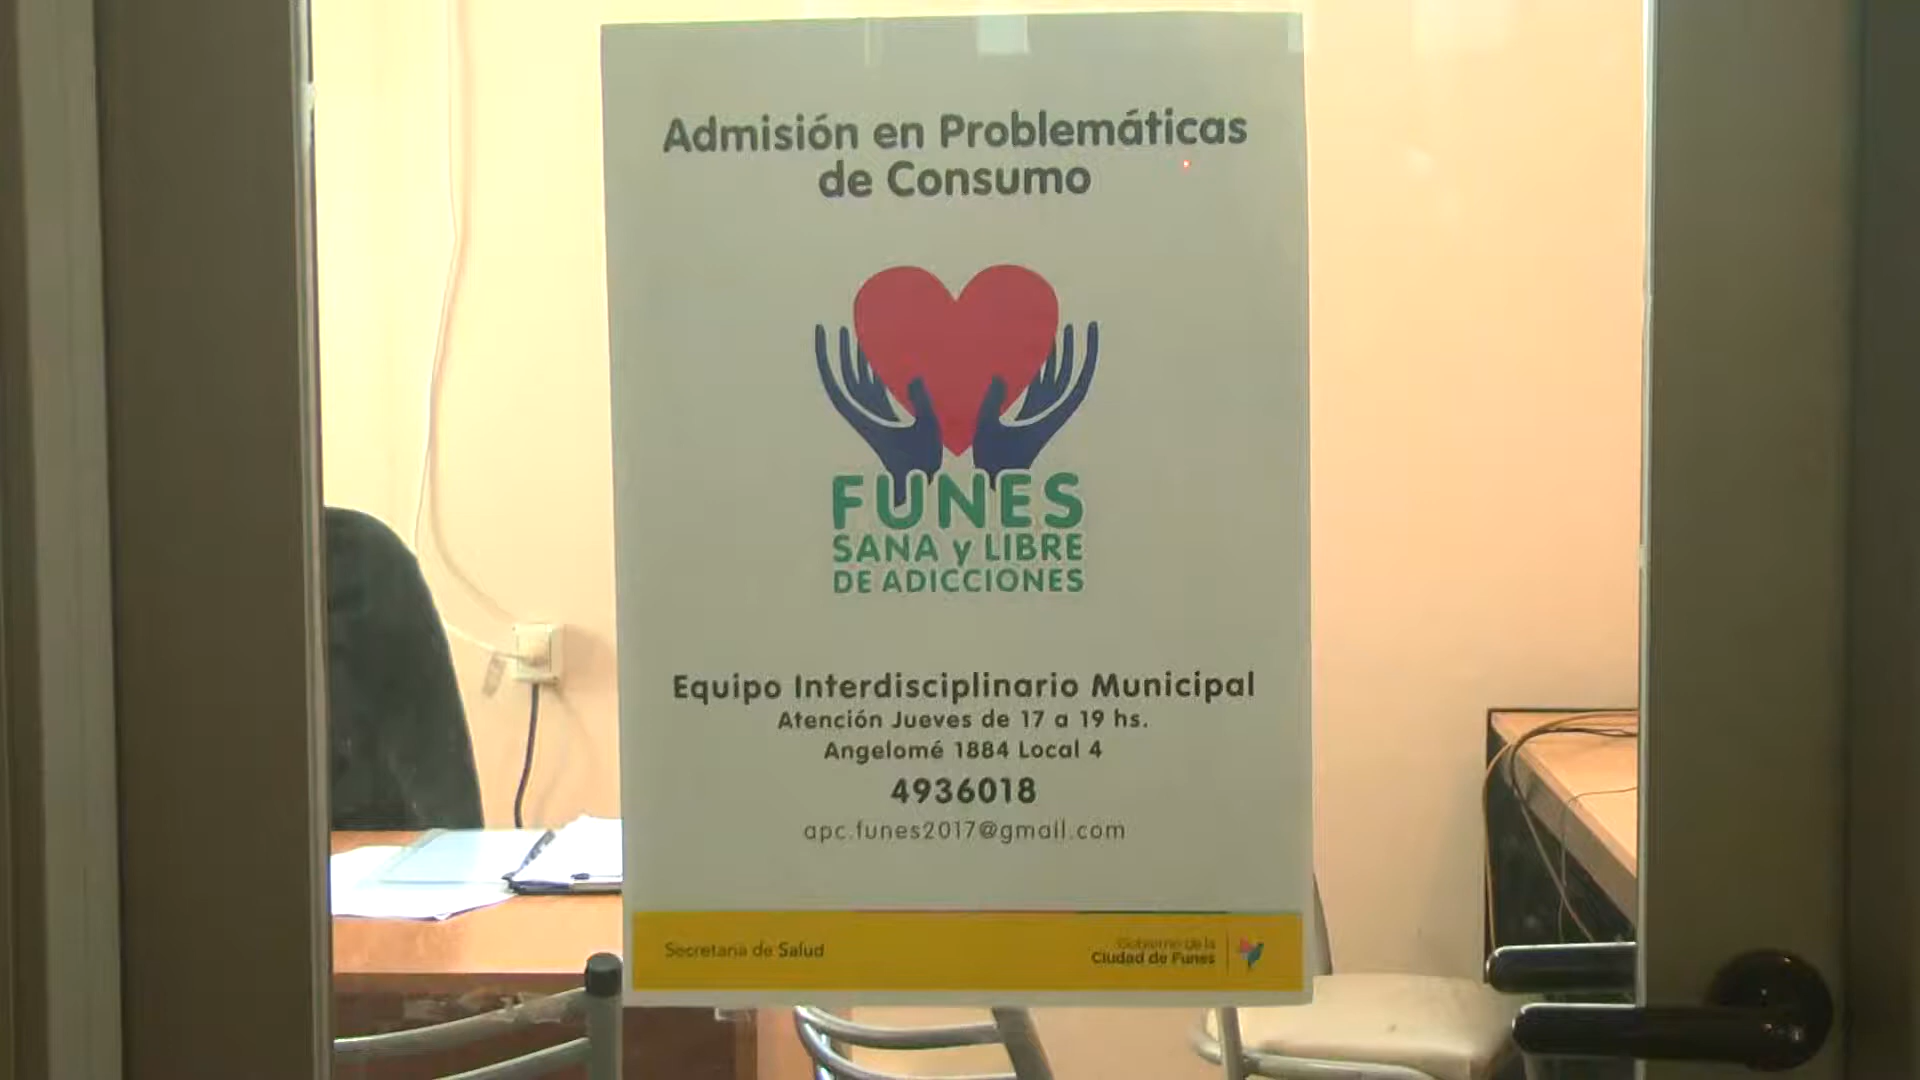 Admisión en Problemáticas
de Consumo
FUNES
SANA y LIBRE
DE ADICCIONES
Equipo Interdisciplinario Municipal
Atención Jueves de 17 a 19 hs.
Angelomé 1884 Local 4
4936018
apc.funes2017@gmail.com
Secretaría de Salud
Gobierno de la
Ciudad de Funes